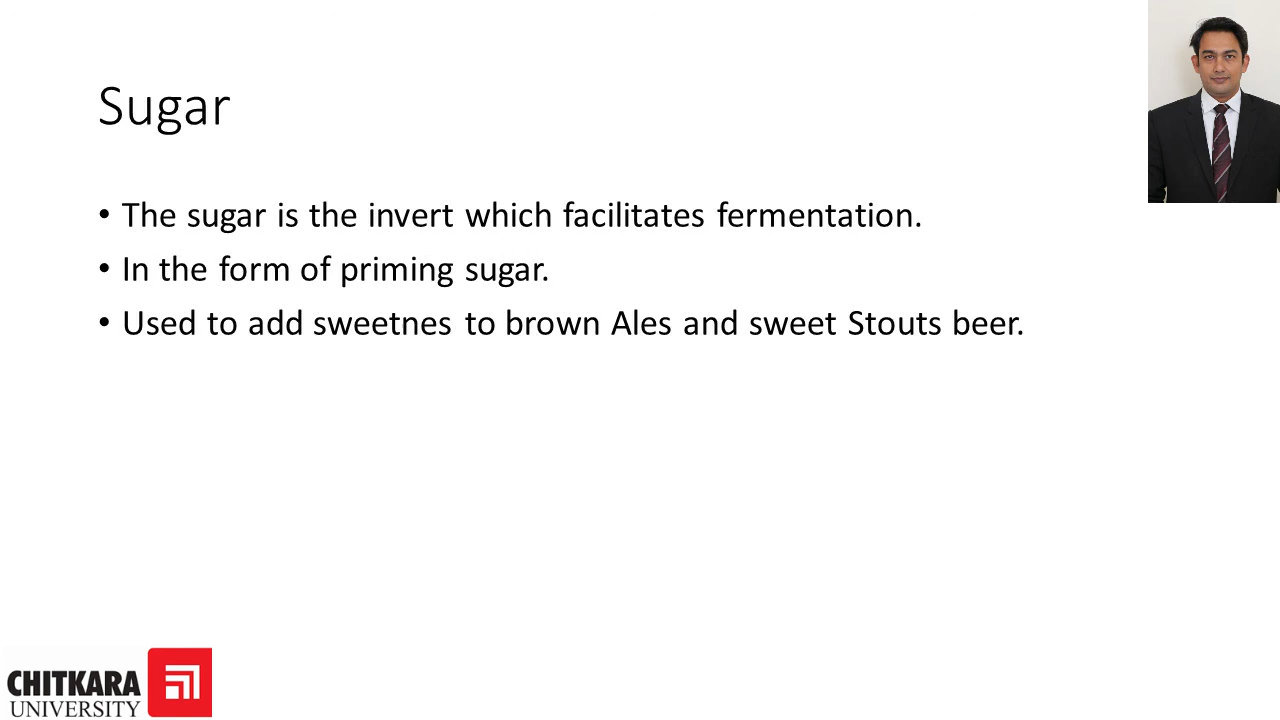 Sugar
• The sugar is the invert which facilitates fermentation.
• In the form of priming sugar.
• Used to add sweetnes to brown Ales and sweet Stouts beer.
CHITKARA
UNIVERSITY